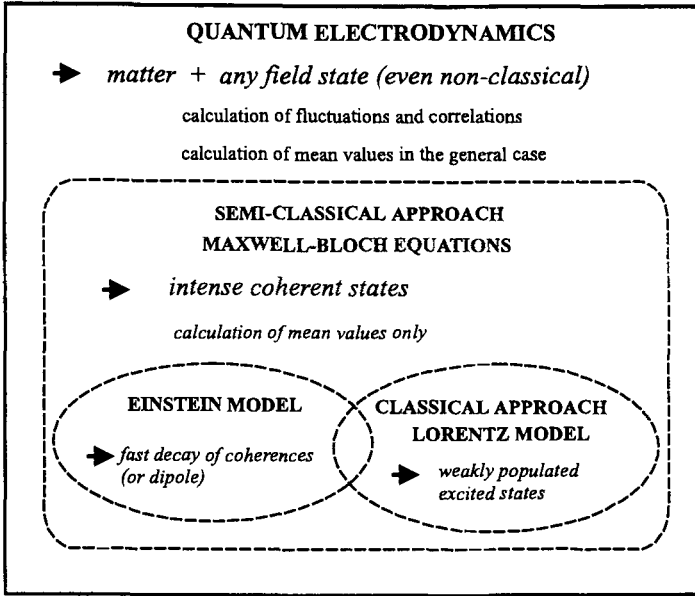 QUANTUM ELECTRODYNAMICS
matter + any field state (even non-classical)
calculation of fluctuations and correlations
calculation of mean values in the general case
SEMI-CLASSICAL APPROACH
MAXWELL-BLOCH EQUATIONS
intense coherent states
calculation of mean values only
EINSTEIN MODEL
fast decay of coherences
(or dipole)
CLASSICAL APPROACH
LORENTZ MODEL
weakly populated
excited states